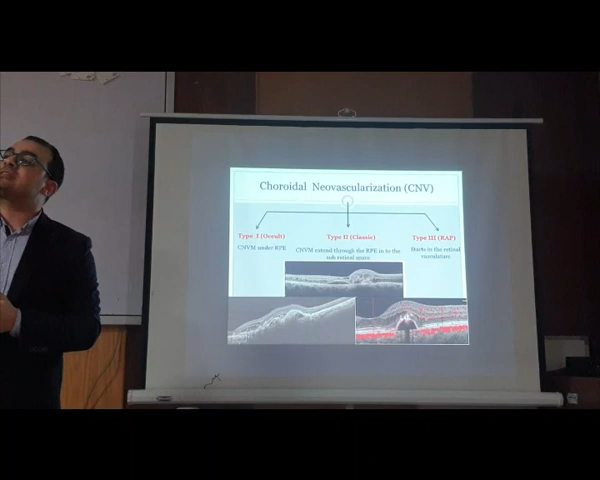 Choroidal Neovascularization (CNV)
Type I (Occult)
CNVM under RPE
Type II (Classic)
CNVM extend through the RPE in to the
sub retinal space
Type III (RAP)
Starts in the retinal
vasculature